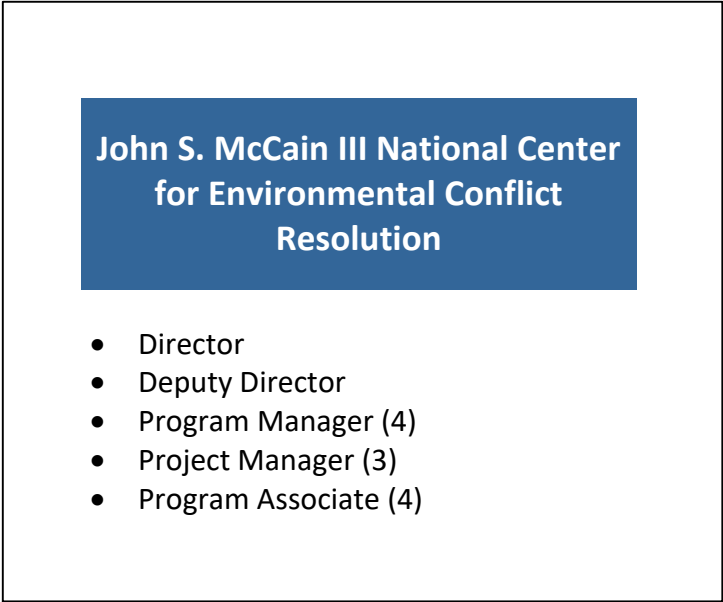 John S. McCain III National Center
for Environmental Conflict
Resolution
• Director
• Deputy Director
• Program Manager (4)
• Project Manager (3)
• Program Associate (4)